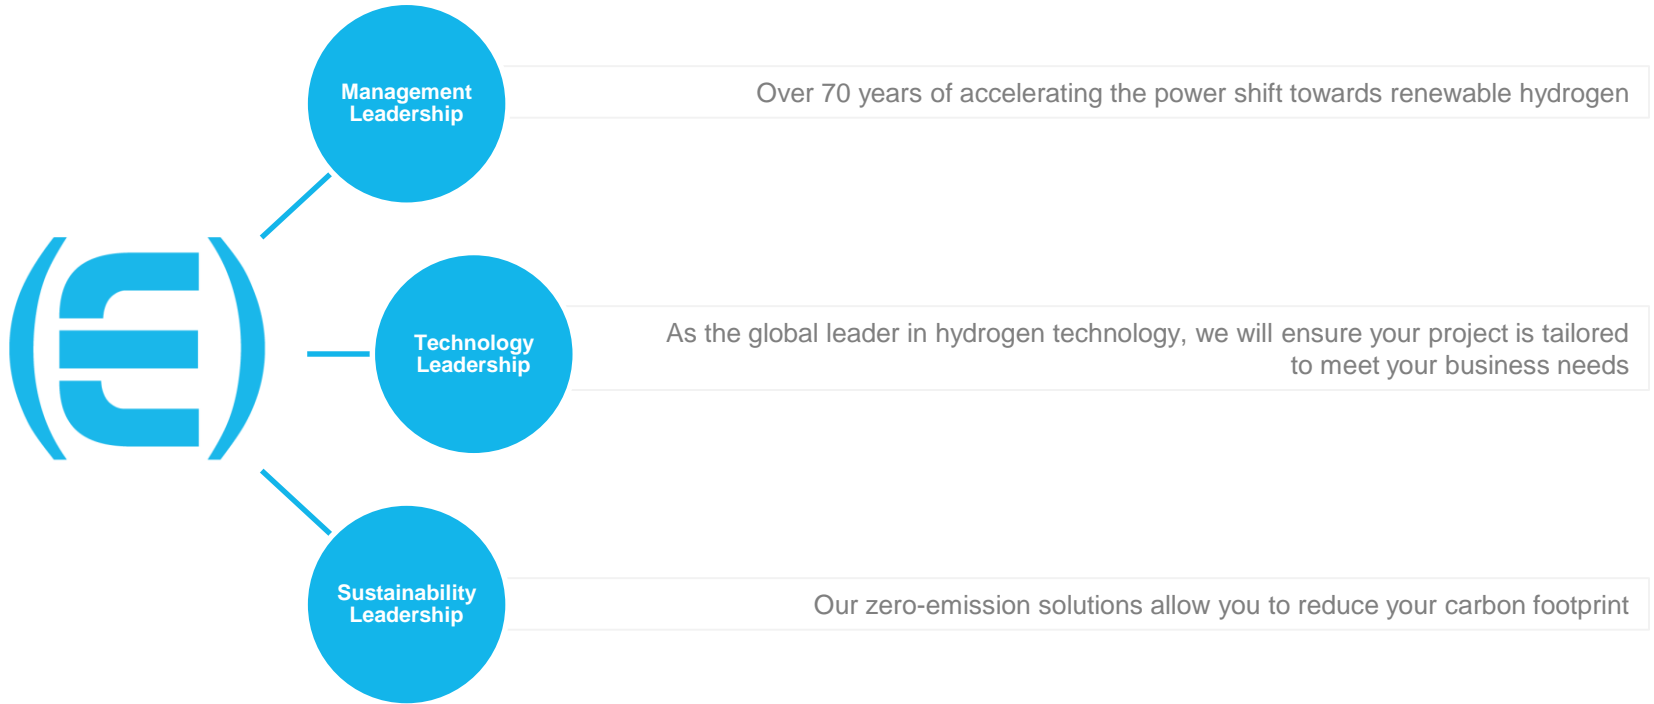 Management
Leadership
Over 70 years of accelerating the power shift towards renewable hydrogen
(E)
Technology
Leadership
As the global leader in hydrogen technology, we will ensure your project is tailored
to meet your business needs
Sustainability
Leadership
Our zero-emission solutions allow you to reduce your carbon footprint